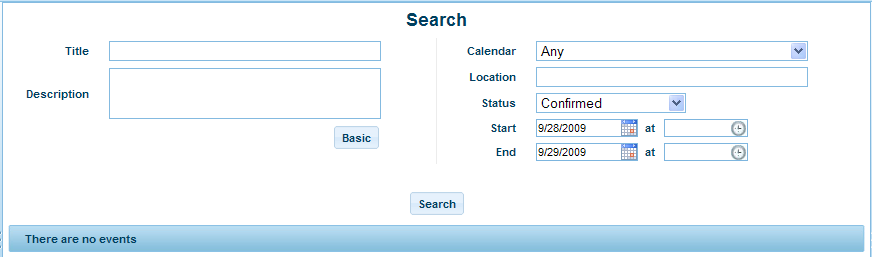 Search
Title
Description
Basic
Calendar Any
Location
Status Confirmed
Start 9/28/2009 at
End 9/29/2009 at
Search
There are no events